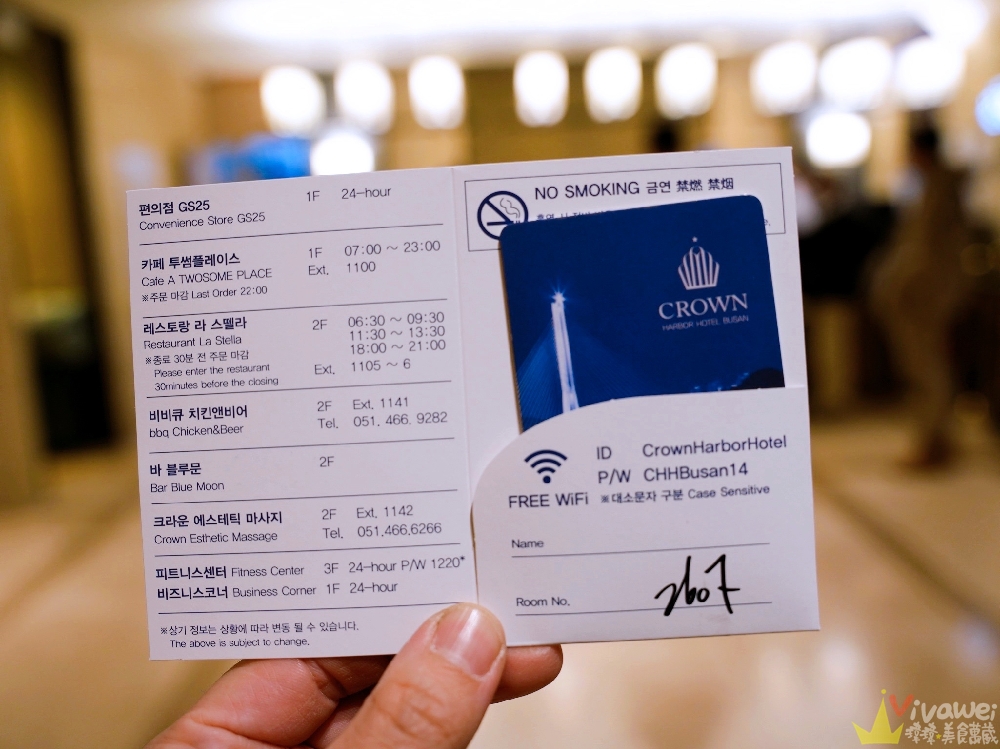 편의점 GS25 1F 24-hour
Convenience Store GS25
카페 투썸플레이스 1F 07:00 ~ 23:00
Cafe A TWOSOME PLACE Ext. 1100
※주문 마감 Last Order 22:00
레스토랑 라 스텔라 2F 06:30 ~ 09:30
Restaurant La Stella 11:30 ~ 13:30
※종료 30분 전 주문 마감 18:00 ~ 21:00
Please enter the restaurant Ext. 1105 ~ 6
30minutes before the closing
비비큐 치킨앤비어 2F Ext. 1141
bbq Chicken&Beer Tel. 051. 466. 9282
바 블루문 2F
Bar Blue Moon
크라운 에스테틱 마사지 2F Ext. 1142
Crown Esthetic Massage Tel. 051.466.6266
피트니스센터 Fitness Center 3F 24-hour P/W 1220*
비즈니스코너 Business Corner 1F 24-hour
※상기 정보는 상황에 따라 변동 될 수 있습니다.
The above is subject to change.
NO SMOKING 금연 禁燃 禁烟
CROWN
HARBOR HOTEL BUSAN
FREE WiFi
ID CrownHarborHotel
P/W CHHBusan14
※대소문자 구분 Case Sensitive
Name
Room No. 2607
Vivawei
美食萬歲